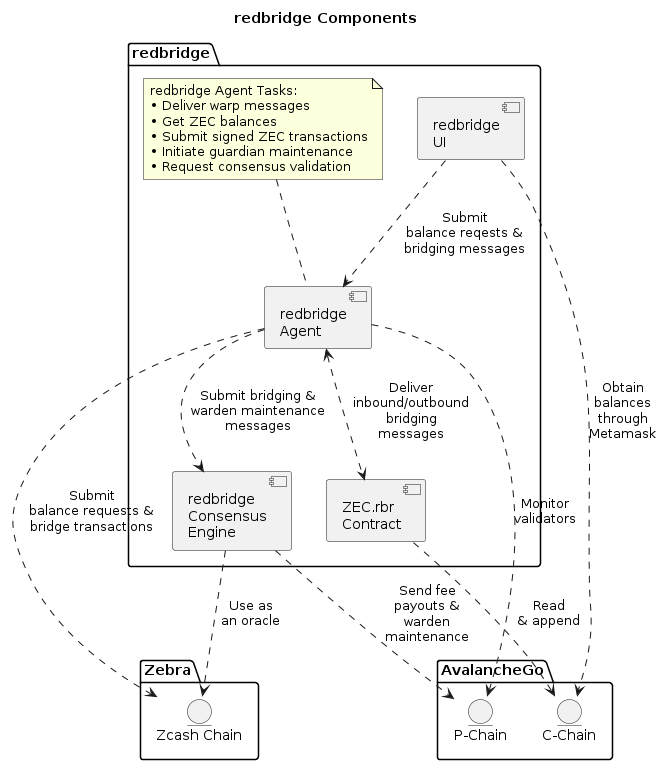 redbridge Components
redbridge
redbridge Agent Tasks:
• Deliver warp messages
• Get ZEC balances
• Submit signed ZEC transactions
• Initiate guardian maintenance
• Request consensus validation
redbridge
UI
Submit
balance reqests &
bridging messages
redbridge
Agent
Submit bridging &
warden maintenance
messages
Deliver
inbound/outbound
bridging
messages
Obtain
balances
through
Metamask
redbridge
Consensus
Engine
ZEC.rbr
Contract
Submit
balance requests &
bridge transactions
Monitor
validators
Use as
an oracle
Send fee
payouts &
warden
maintenance
Read
& append
Zebra
Zcash Chain
AvalancheGo
P-Chain
C-Chain